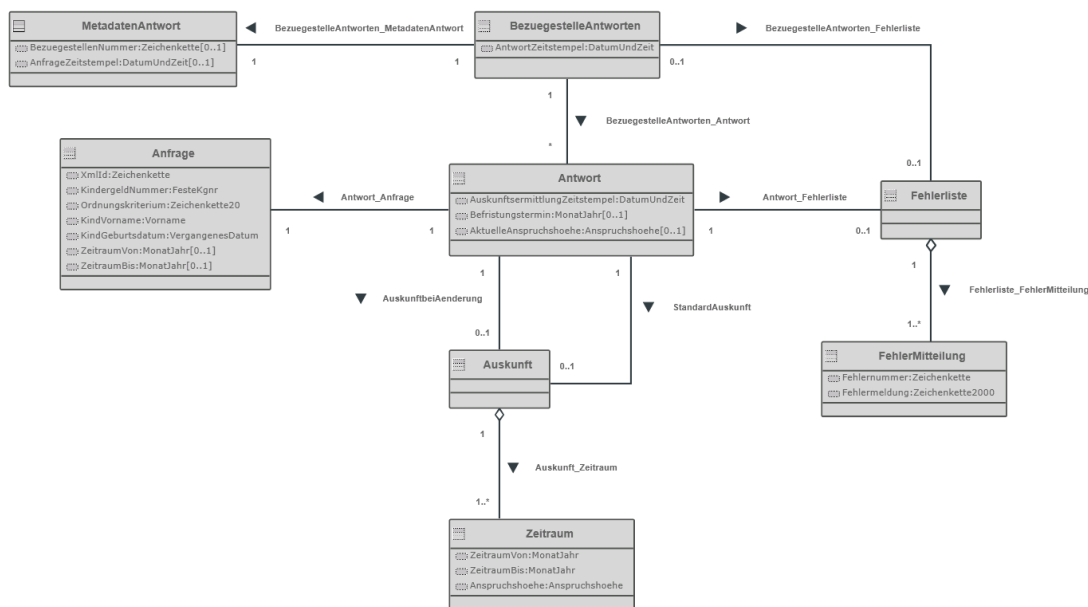 MetadatenAntwort
BezuegestellenNummer:Zeichenkette[0..1]
AnfrageZeitstempel:DatumUndZeit[0..1]
BezuegestelleAntworten_MetadatenAntwort
1
1
BezuegestelleAntworten
AntwortZeitstempel:DatumUndZeit
BezuegestelleAntworten_Fehlerliste
0..1
0..1
1
BezuegestelleAntworten_Antwort
*
Anfrage
XmlId:Zeichenkette
KindergeldNummer:FesteKgnr
Ordnungskriterium:Zeichenkette20
KindVorname:Vorname
KindGeburtsdatum:VergangenesDatum
ZeitraumVon:MonatJahr[0..1]
ZeitraumBis:MonatJahr[0..1]
Antwort_Anfrage
1
1
Antwort
AuskunftsermittlungZeitstempel:DatumUndZeit
Befristungstermin:MonatJahr[0..1]
AktuelleAnspruchshoehe:Anspruchshoehe[0..1]
Antwort_Fehlerliste
1
0..1
Fehlerliste
1
Fehlerliste_FehlerMitteilung
1..*
1
AuskunftbeiAenderung
0..1
1
StandardAuskunft
0..1
Auskunft
FehlerMitteilung
Fehlernummer:Zeichenkette
Fehlermeldung:Zeichenkette2000
1
Auskunft_Zeitraum
1..*
Zeitraum
ZeitraumVon:MonatJahr
ZeitraumBis:MonatJahr
Anspruchshoehe:Anspruchshoehe